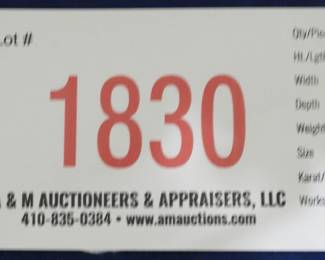 Lot #
1830
& M AUCTIONEERS & APPRAISERS, LLC
410-835-0384 • www.amauctions.com
Qty/Pie
Ht./Lgt
Width
Depth
Weight
Size
Karat/
Works